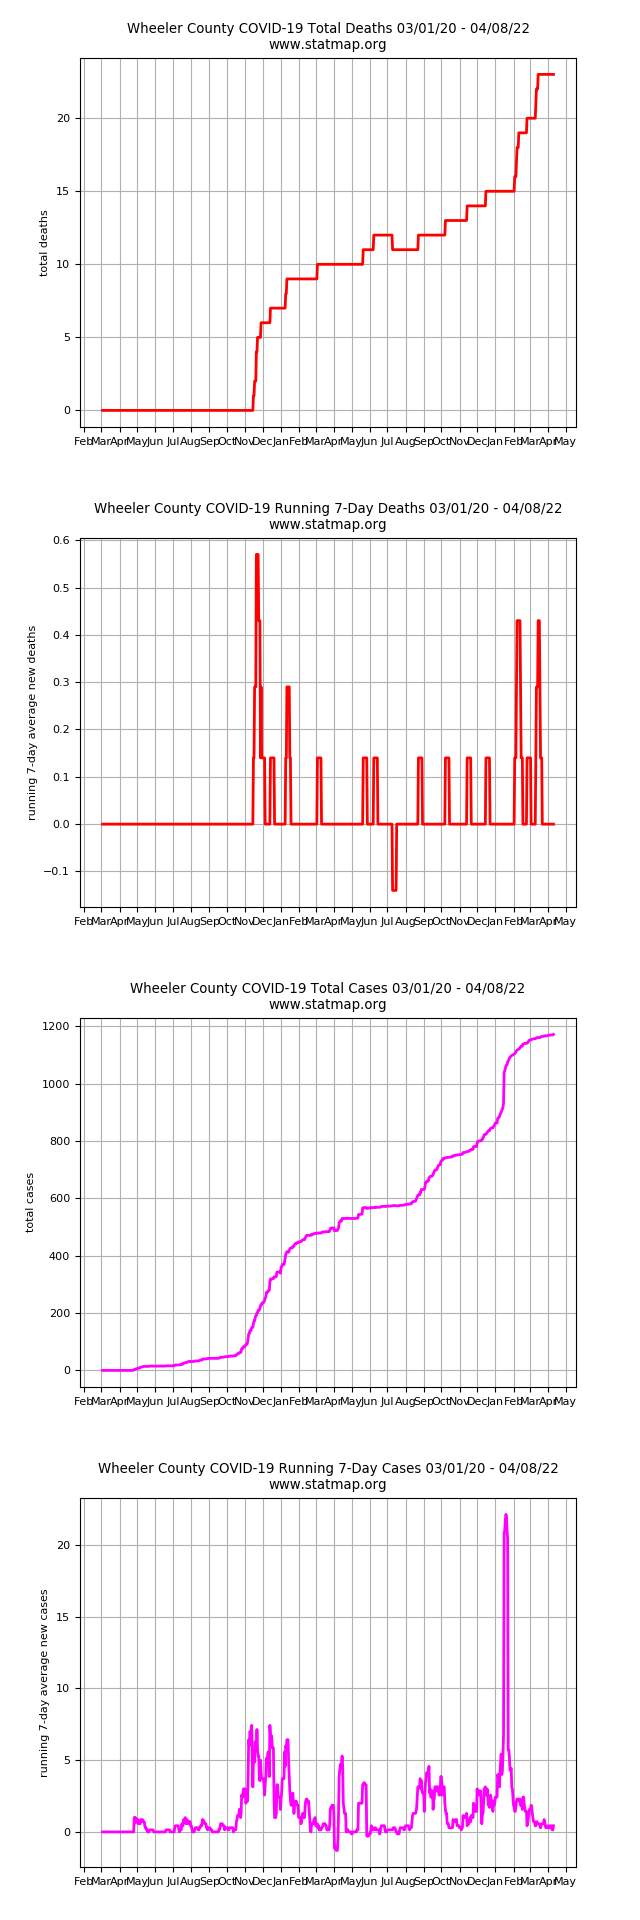 Wheeler County COVID-19 Total Deaths 03/01/20 - 04/08/22
www.statmap.org
20
15
10
5
0
total deaths
Feb Mar Apr May Jun Jul Aug Sep Oct Nov Dec Jan Feb Mar Apr May Jun Jul Aug Sep Oct Nov Dec Jan Feb Mar Apr May
Wheeler County COVID-19 Running 7-Day Deaths 03/01/20 - 04/08/22
www.statmap.org
0.6
0.5
0.4
0.3
0.2
0.1
0.0
−0.1
running 7-day average new deaths
Feb Mar Apr May Jun Jul Aug Sep Oct Nov Dec Jan Feb Mar Apr May Jun Jul Aug Sep Oct Nov Dec Jan Feb Mar Apr May
Wheeler County COVID-19 Total Cases 03/01/20 - 04/08/22
www.statmap.org
1200
1000
800
600
400
200
0
total cases
Feb Mar Apr May Jun Jul Aug Sep Oct Nov Dec Jan Feb Mar Apr May Jun Jul Aug Sep Oct Nov Dec Jan Feb Mar Apr May
Wheeler County COVID-19 Running 7-Day Cases 03/01/20 - 04/08/22
www.statmap.org
20
15
10
5
0
running 7-day average new cases
Feb Mar Apr May Jun Jul Aug Sep Oct Nov Dec Jan Feb Mar Apr May Jun Jul Aug Sep Oct Nov Dec Jan Feb Mar Apr May